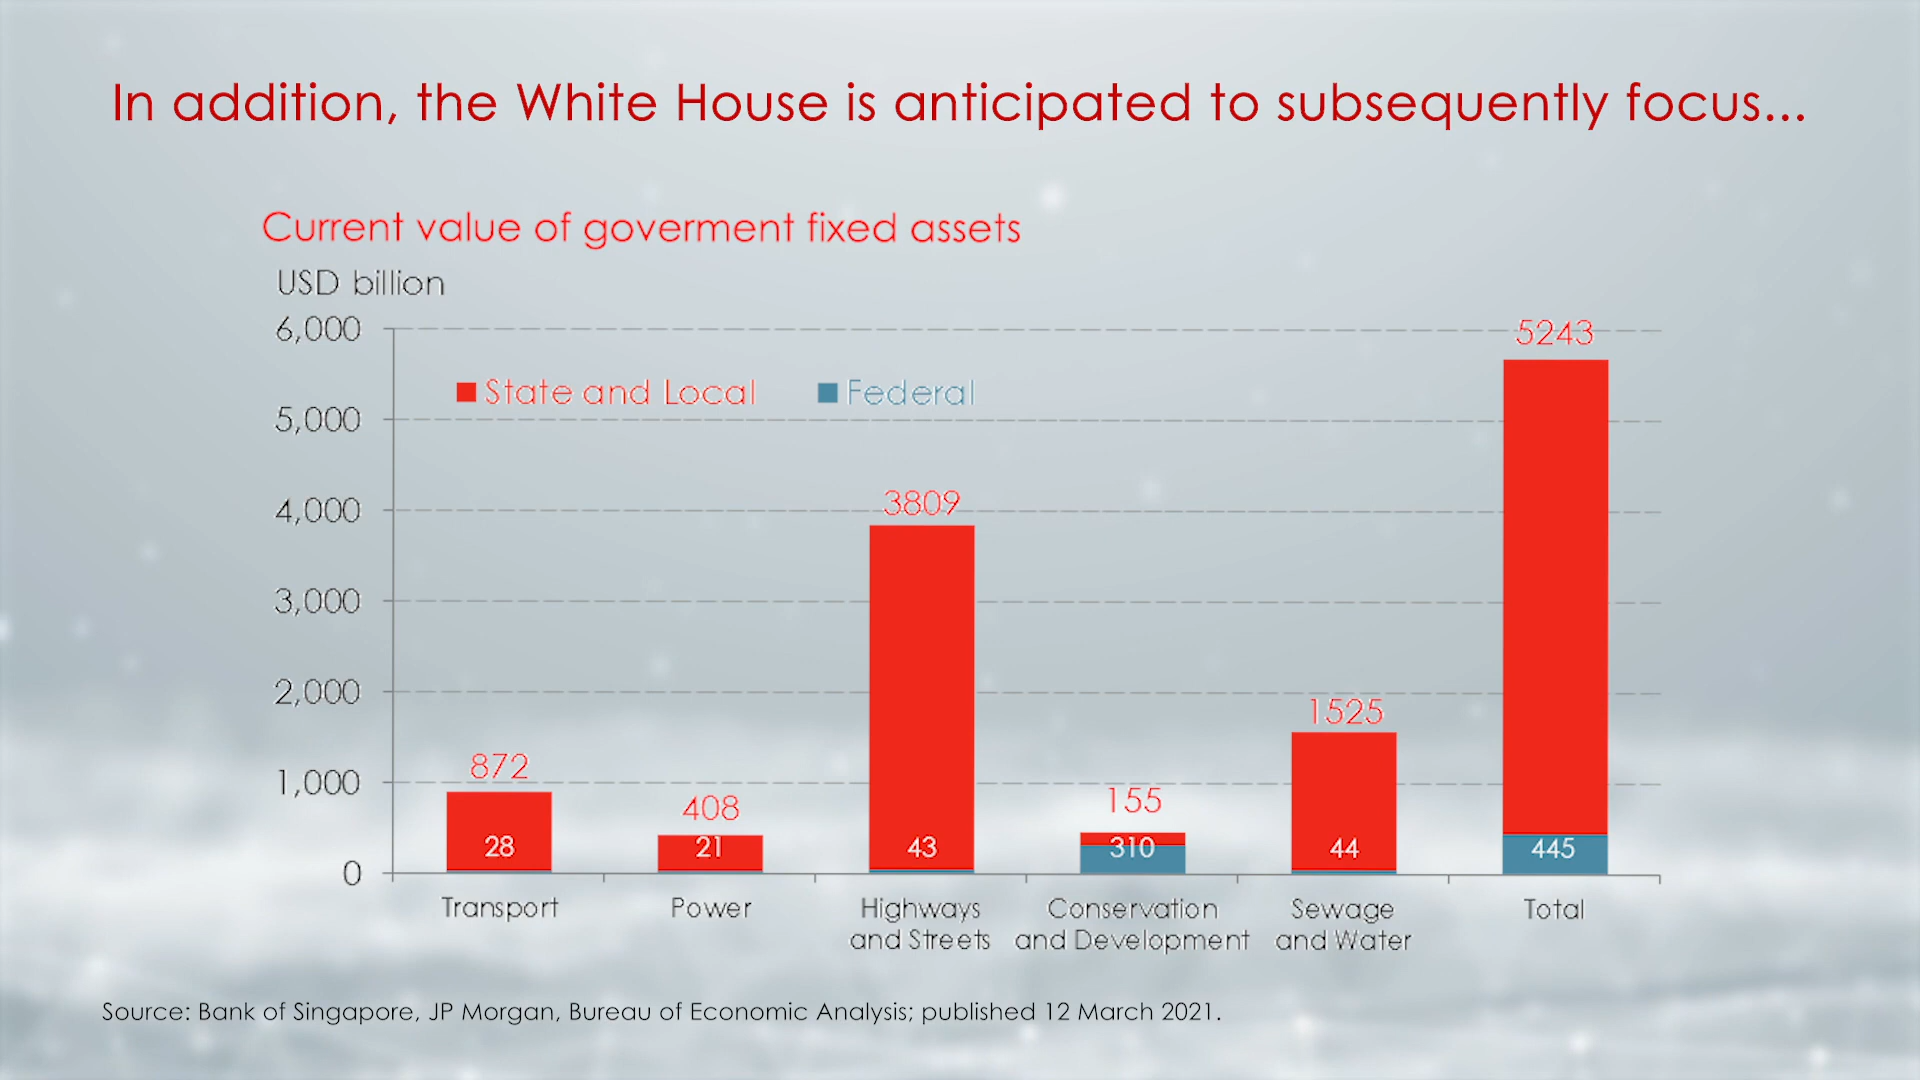 In addition, the White House is anticipated to subsequently focus...
Current value of goverment fixed assets
USD billion
6,000
5,000
4,000
3,000
2,000
1,000
0
State and Local
Federal
872
28
408
21
3809
43
155
310
1525
44
5243
445
Transport
Power
Highways
and Streets
Conservation
and Development
Sewage
and Water
Total
Source: Bank of Singapore, JP Morgan, Bureau of Economic Analysis; published 12 March 2021.